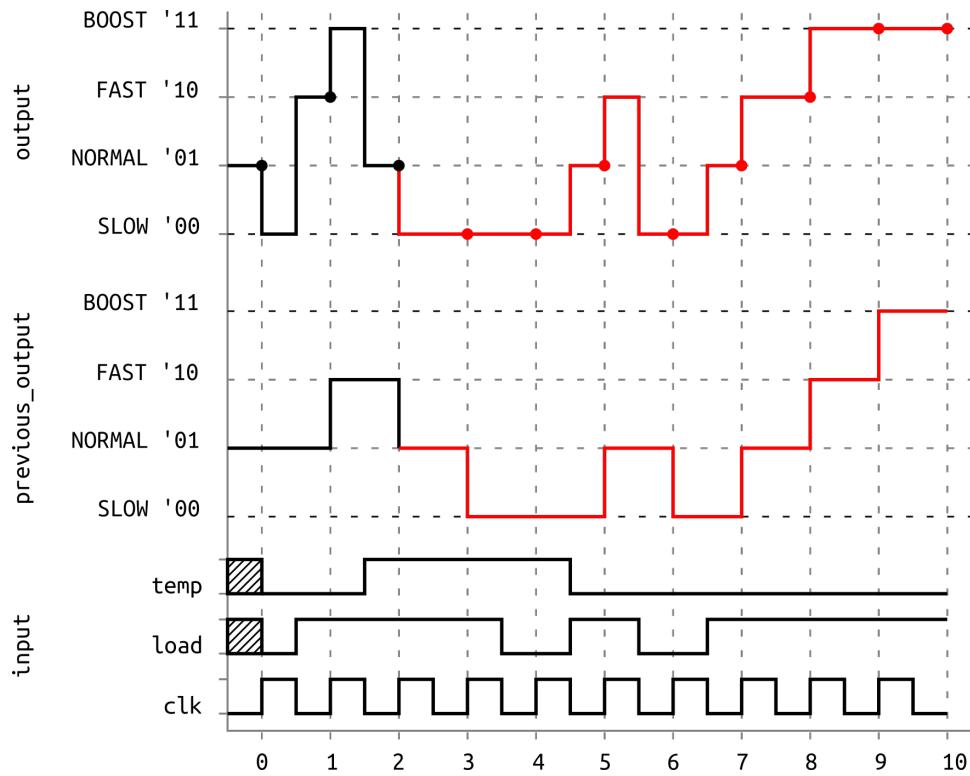 output
BOOST '11
FAST '10
NORMAL '01
SLOW '00
previous_output
BOOST '11
FAST '10
NORMAL '01
SLOW '00
input
temp
load
clk
0 1 2 3 4 5 6 7 8 9 10